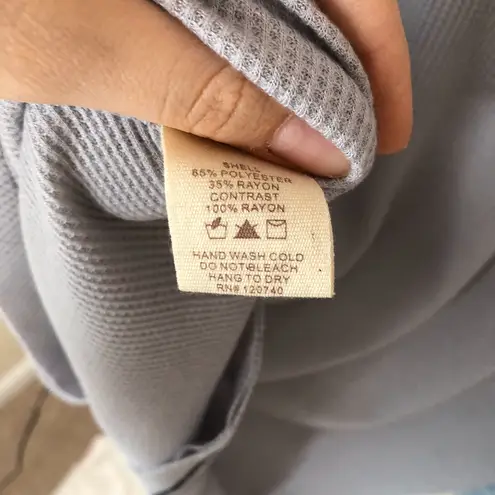 SHELL
65% POLYESTER
35% RAYON
CONTRAST
100% RAYON
HAND WASH COLD
DO NOT BLEACH
HANG TO DRY
RN# 120740